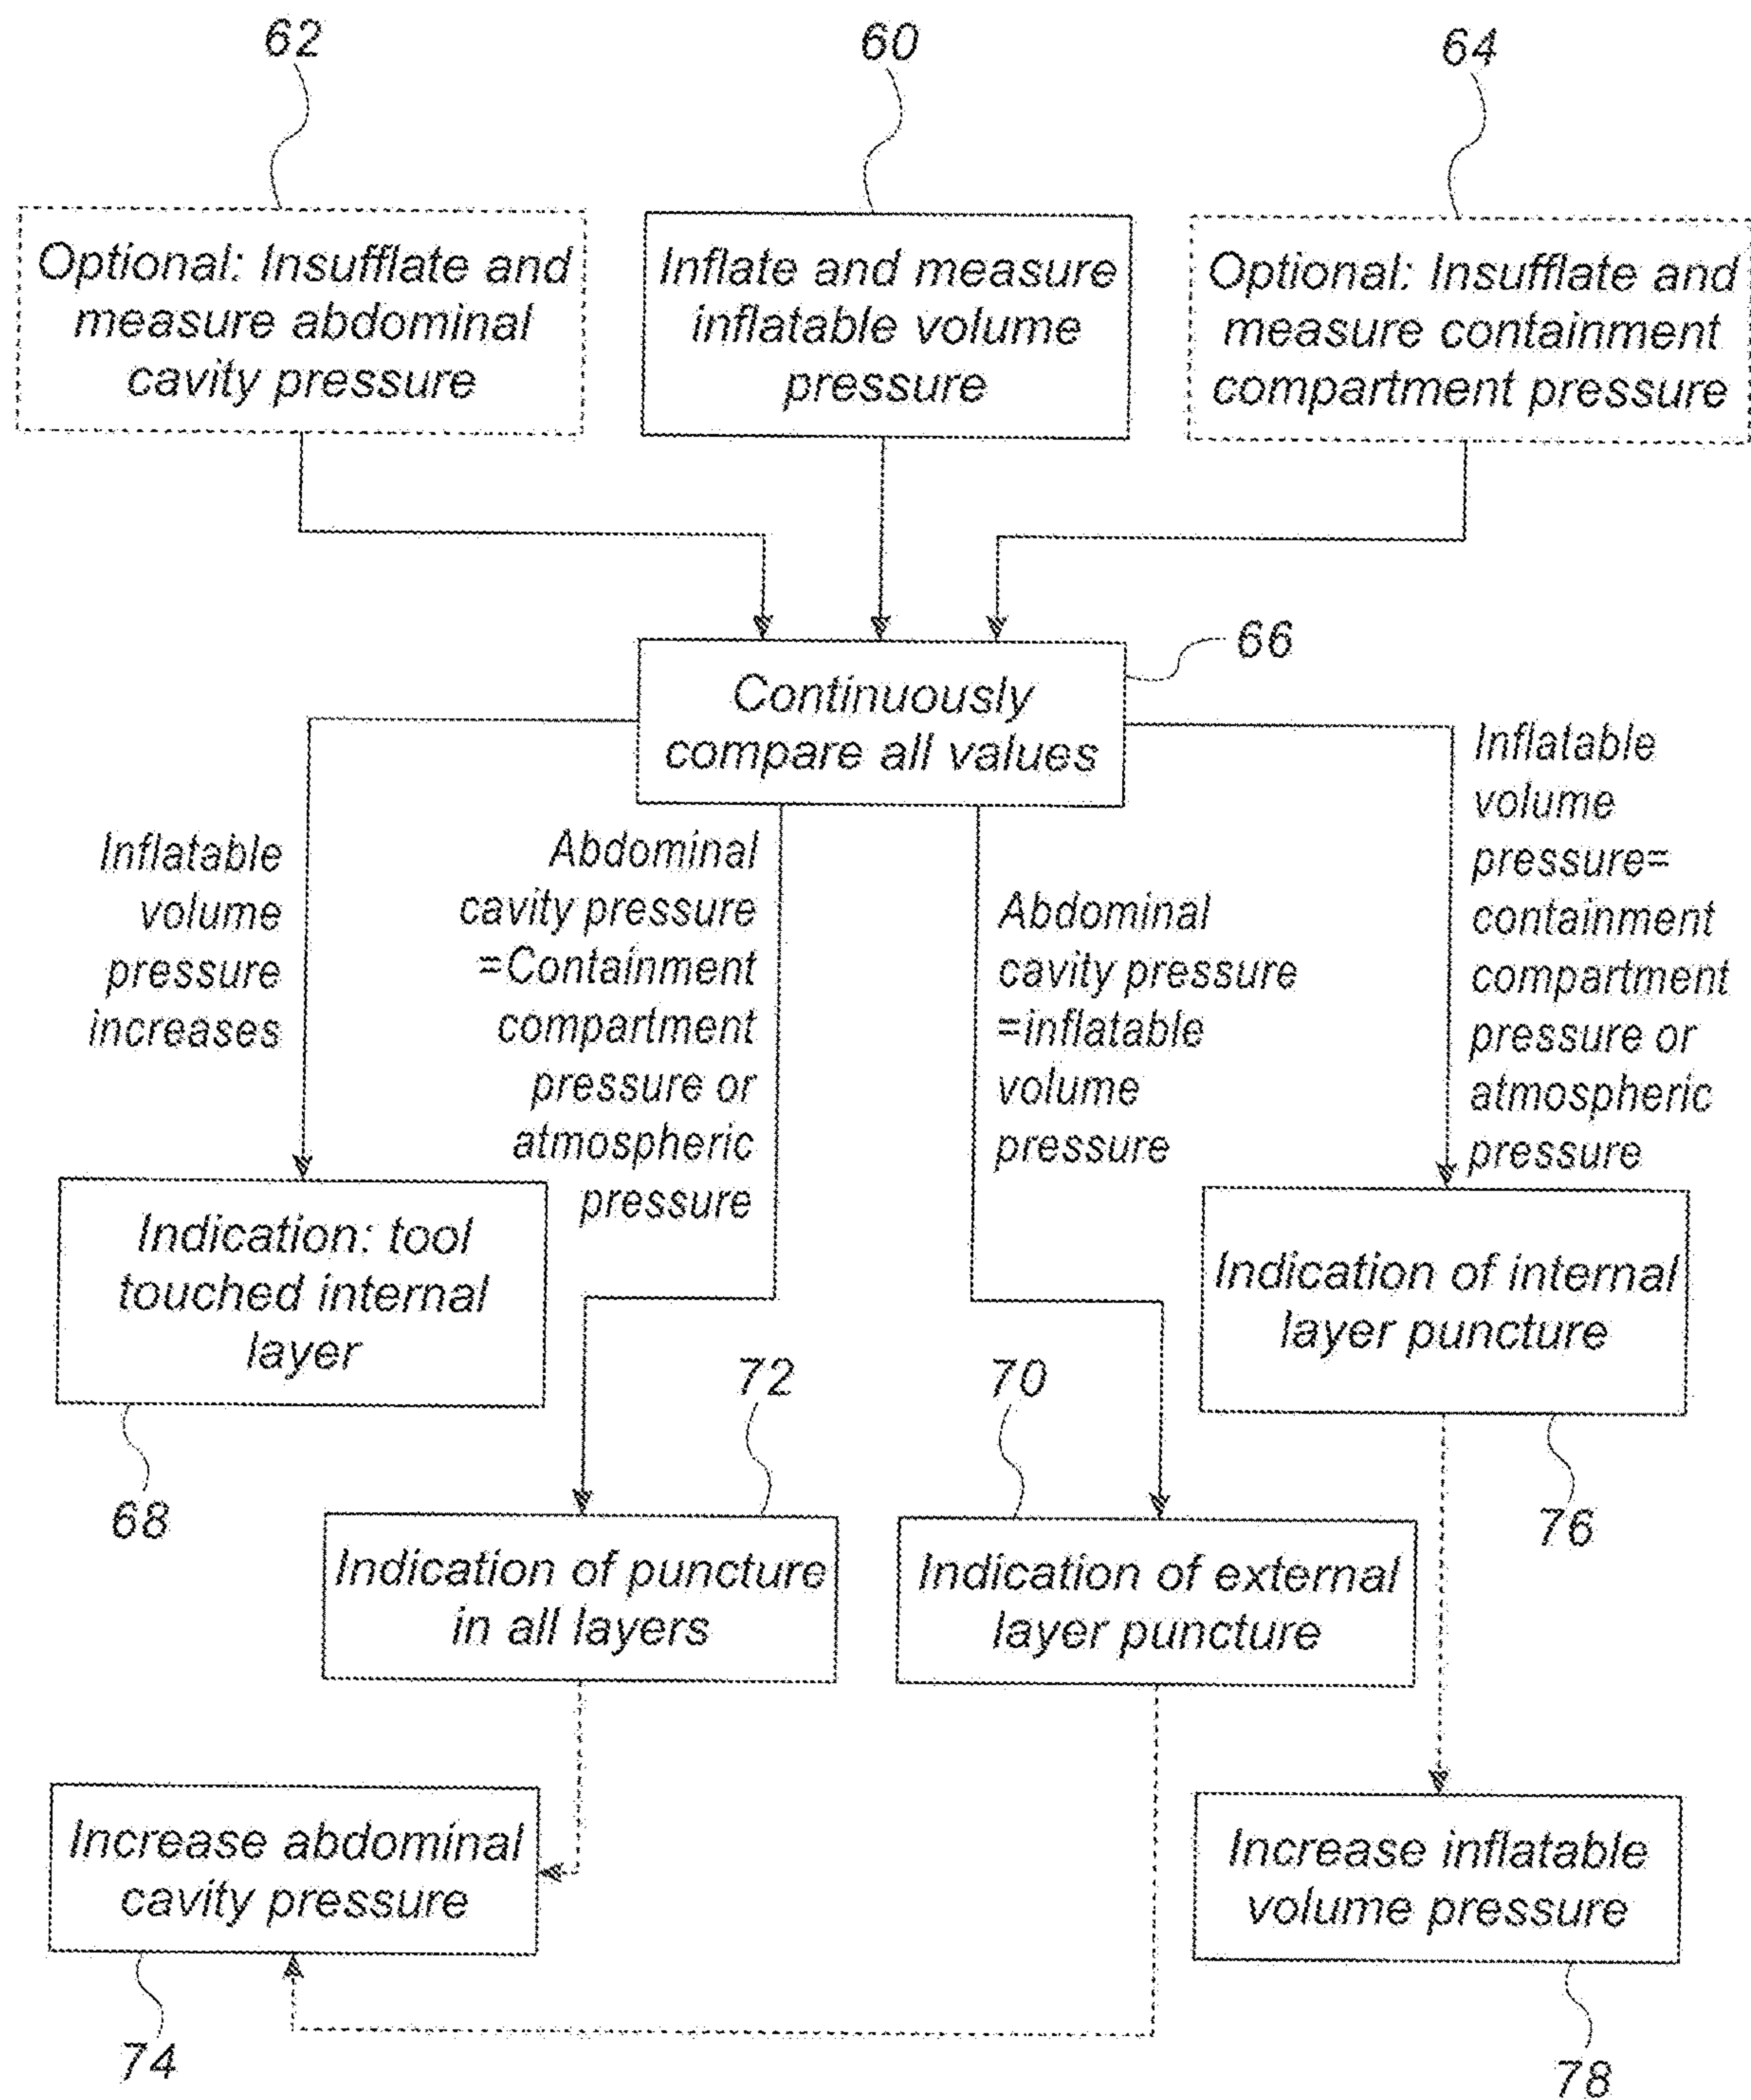 62
60
64
Optional: Insufflate and
measure abdominal
cavity pressure
Inflate and measure
inflatable volume
pressure
Optional: Insufflate and
measure containment
compartment pressure
66
Continuously
compare all values
Inflatable
volume
pressure
increases
Abdominal
cavity pressure
=Containment
compartment
pressure or
atmospheric
pressure
Abdominal
cavity pressure
=inflatable
volume
pressure
Inflatable
volume
pressure=
containment
compartment
pressure or
atmospheric
pressure
Indication: tool
touched internal
layer
68
Indication of internal
layer puncture
76
72
70
Indication of puncture
in all layers
Indication of external
layer puncture
Increase abdominal
cavity pressure
74
Increase inflatable
volume pressure
78